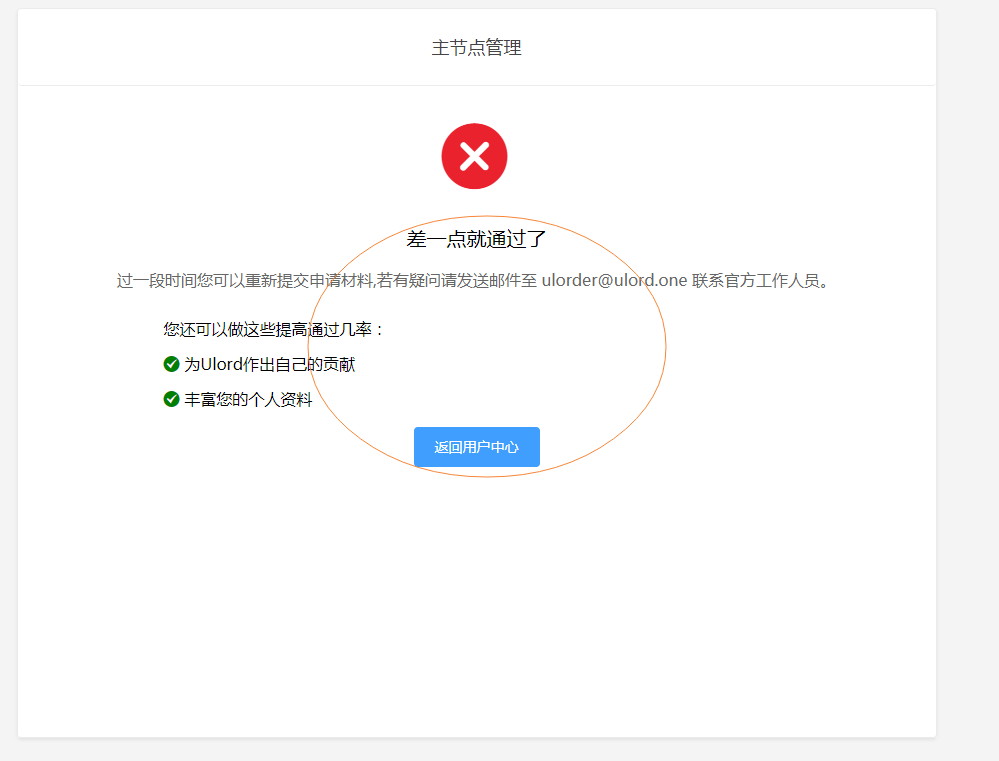 主节点管理
差一点就通过了
过一段时间您可以重新提交申请材料,若有疑问请发送邮件至 ulorder@ulord.one 联系官方工作人员。
您还可以做这些提高通过几率：
为Ulord作出自己的贡献
丰富您的个人资料
返回用户中心